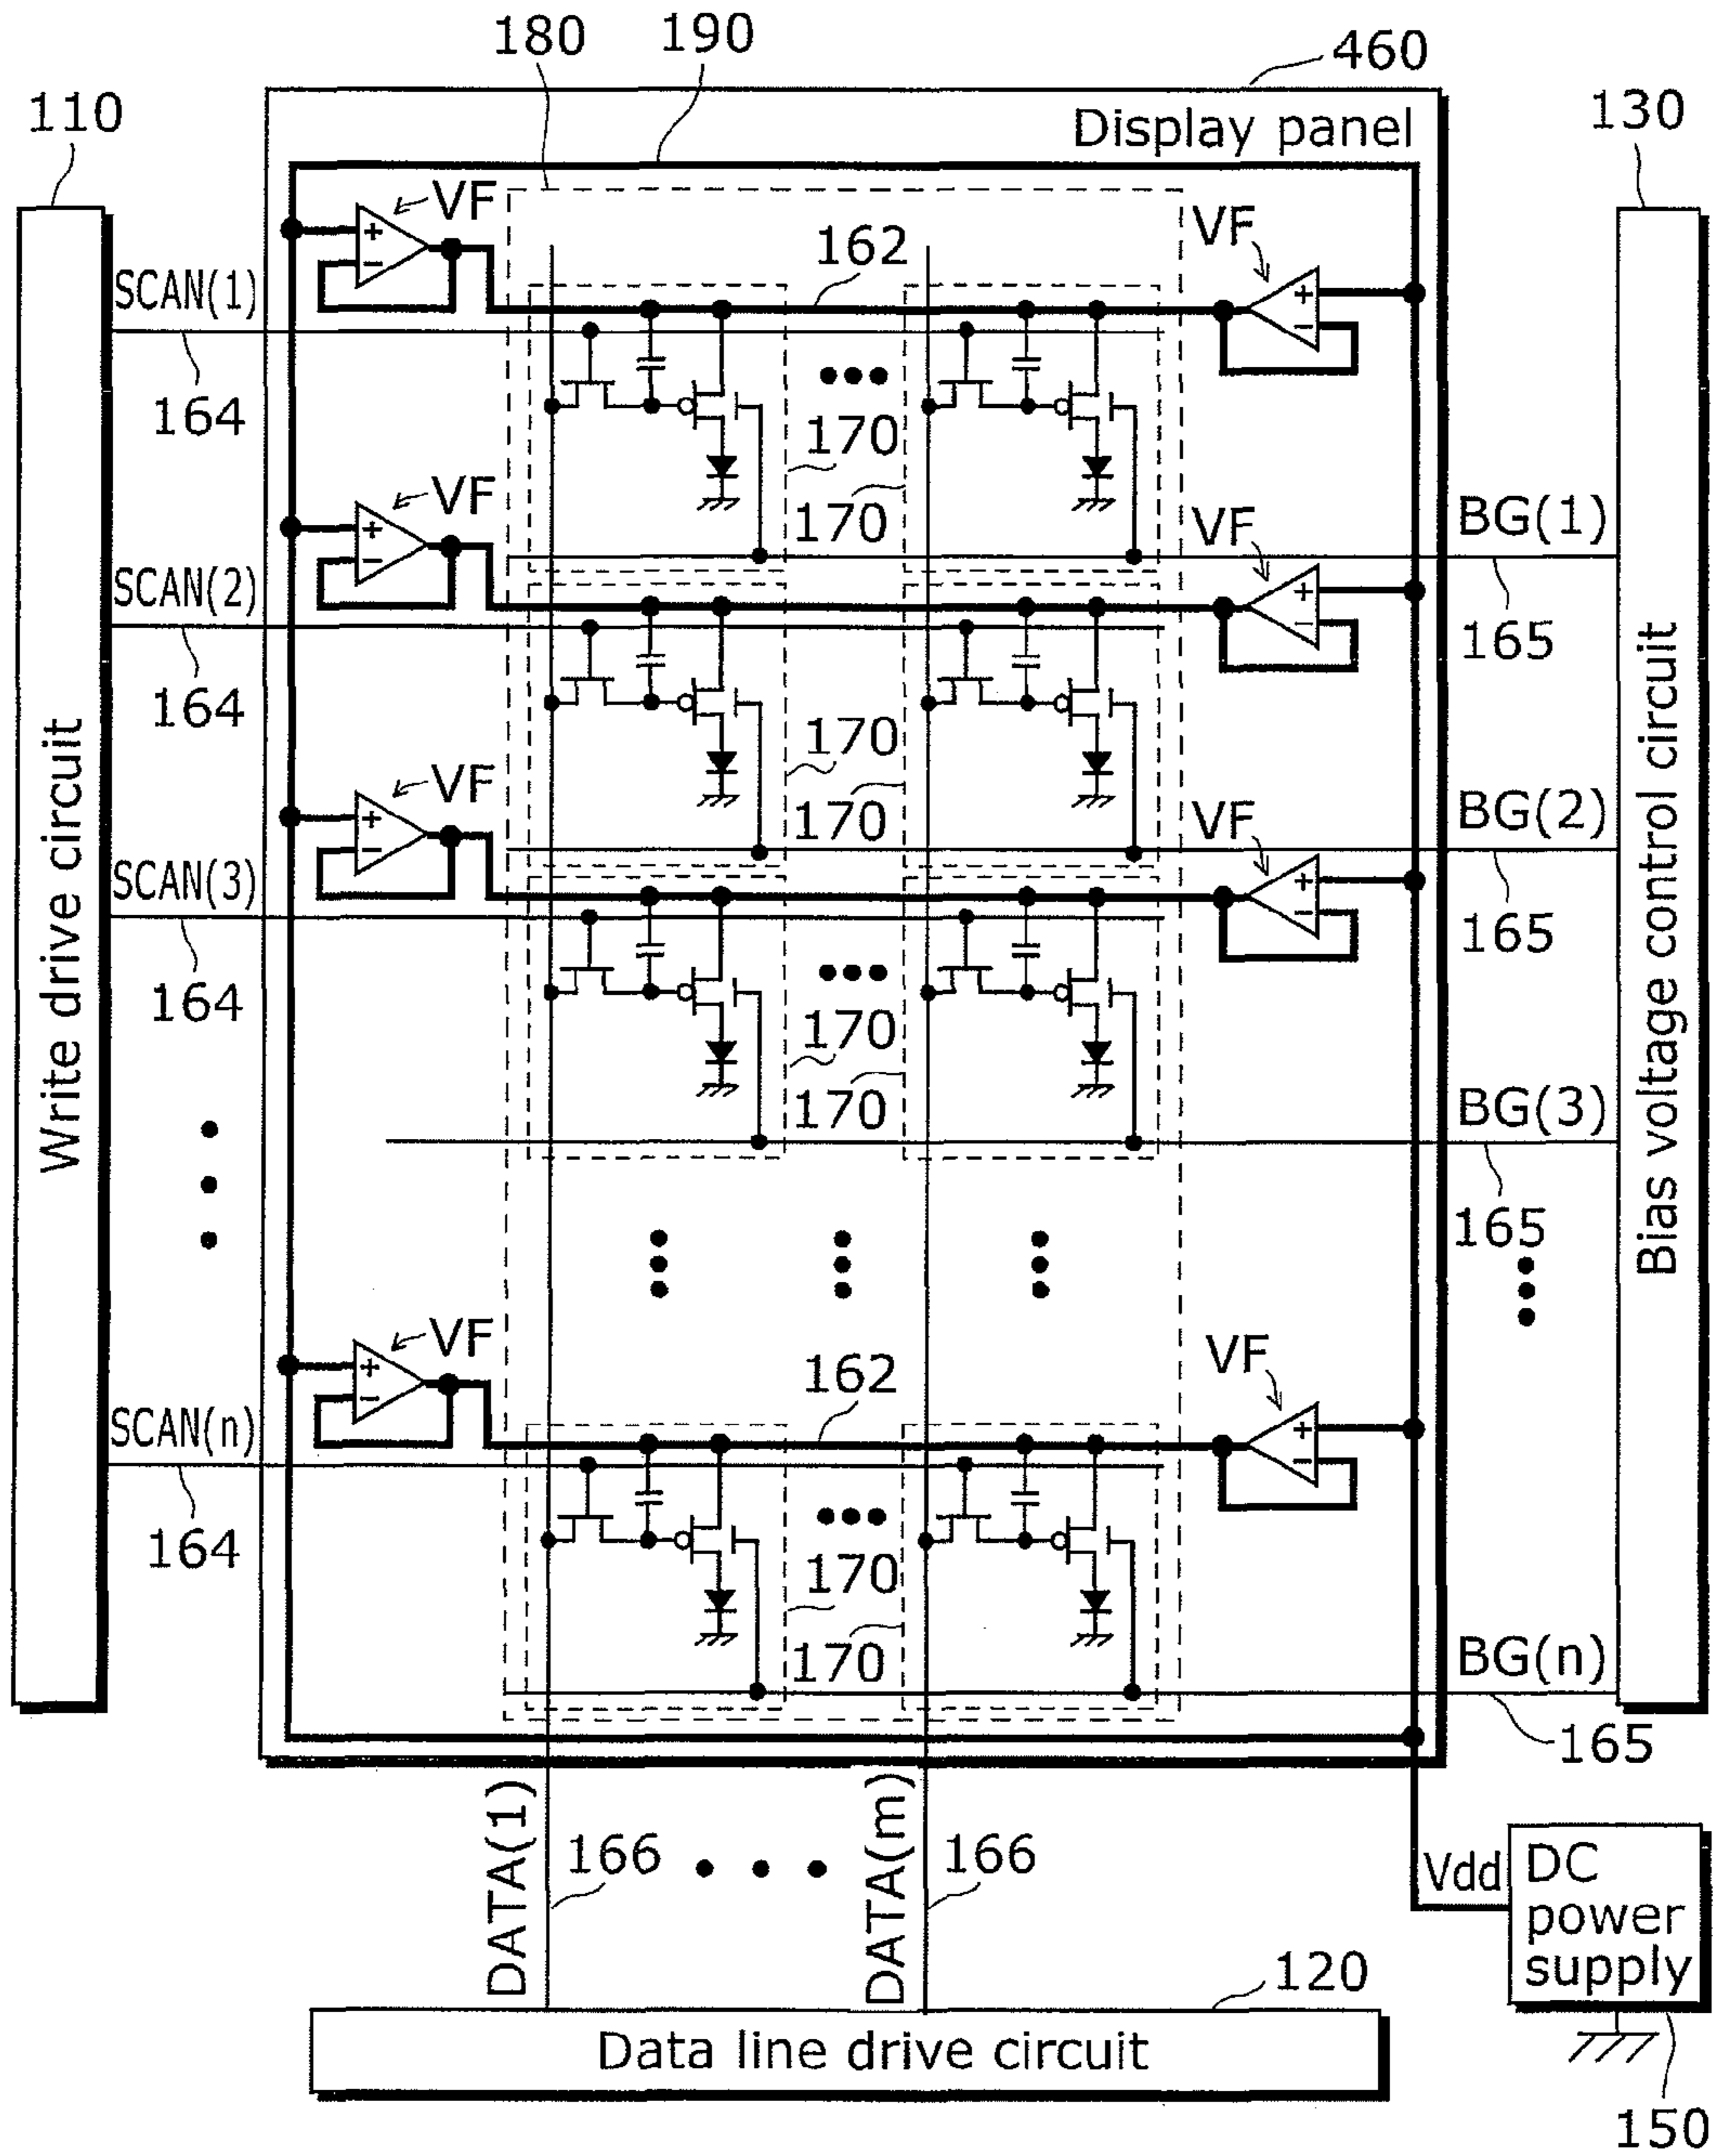 180
190
460
110
Display panel
130
VF
VF
162
SCAN(1)
164
170
170
VF
VF
BG(1)
SCAN(2)
165
164
170
170
VF
VF
BG(2)
SCAN(3)
165
164
170
170
BG(3)
165
Write drive circuit
Bias voltage control circuit
VF
VF
162
SCAN(n)
164
170
170
BG(n)
165
DATA(1)
166
DATA(m)
166
Vdd
DC
power
supply
120
Data line drive circuit
150